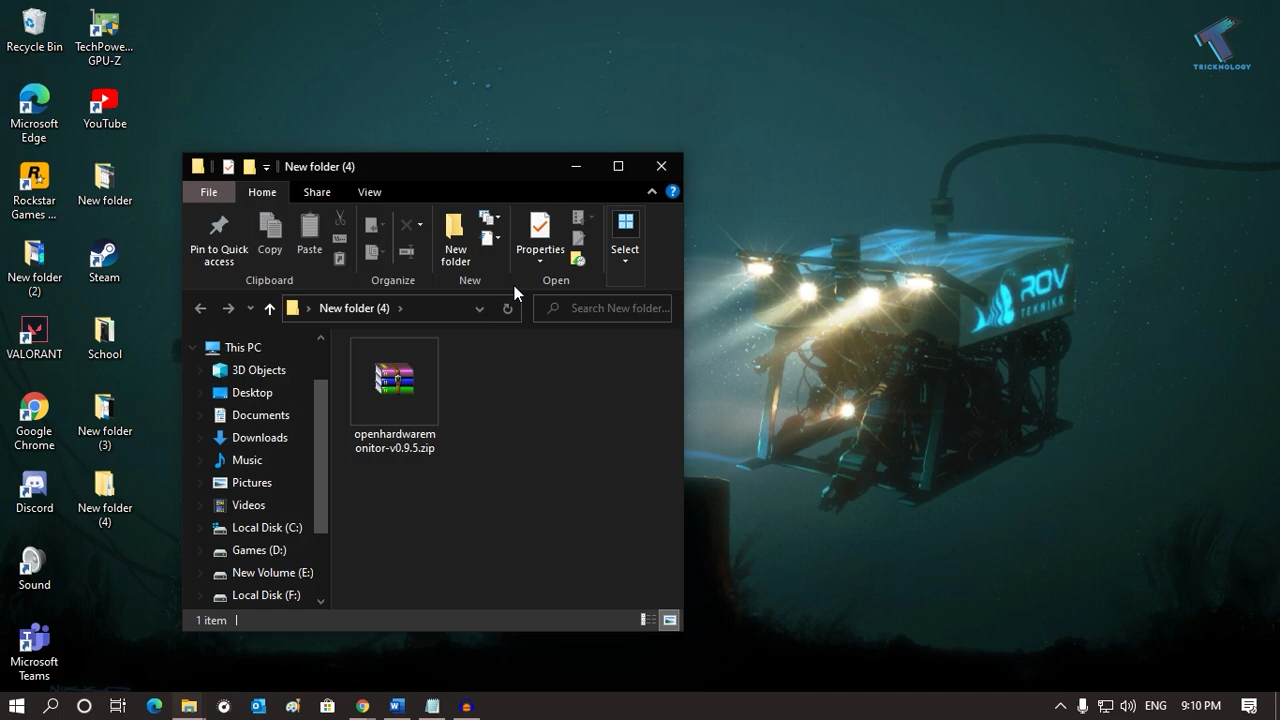 Recycle Bin
TechPowe...
GPU-Z
Microsoft
Edge
YouTube
Rockstar
Games ...
New folder
New folder
(2)
Steam
VALORANT
School
Google
Chrome
New folder
(3)
Discord
New folder
(4)
Sound
Microsoft
Teams
TRICKNOLOGY
New folder (4)
File Home Share View
Pin to Quick
access
Copy
Paste
New
folder
Properties
Select
Clipboard Organize New Open
New folder (4)
Search New folder...
This PC
3D Objects
Desktop
Documents
Downloads
Music
Pictures
Videos
Local Disk (C:)
Games (D:)
New Volume (E:)
Local Disk (F:)
openhardwarem
onitor-v0.9.5.zip
1 item
ROV
TEKNIKK
ENG 9:10 PM